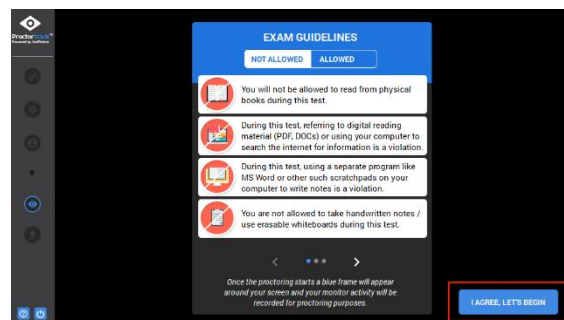 Proctortrack™
EXAM GUIDELINES
NOT ALLOWED ALLOWED
You will not be allowed to read from physical
books during this test.
During this test, referring to digital reading
material (PDF, DOCs) or using your computer to
search the internet for information is a violation.
During this test, using a separate program like
MS Word or other such scratchpads on your
computer to write notes is a violation.
You are not allowed to take handwritten notes /
use erasable whiteboards during this test.
Once the proctoring starts a blue frame will appear
around your screen and your monitor activity will be
recorded for proctoring purposes.
I AGREE, LET'S BEGIN